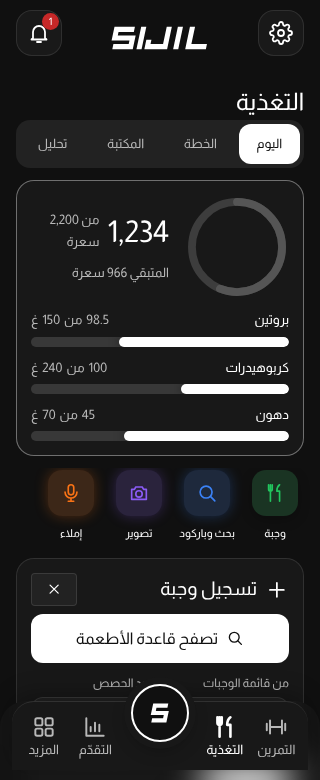 1
SIJIL
التغذية
اليوم
الخطة
المكتبة
تحليل
1,234
من 2,200
سعرة
المتبقي 966 سعرة
بروتين
98.5 من 150 غ
كربوهيدرات
100 من 240 غ
دهون
45 من 70 غ
وجبة
بحث وباركود
تصوير
إملاء
تسجيل وجبة
تصفح قاعدة الأطعمة
من قائمة الوجبات
الحصص
التمرين
التغذية
S
التقدّم
المزيد